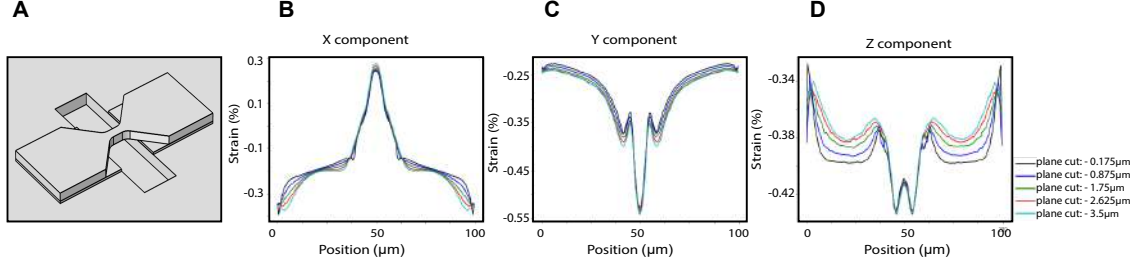 A
B
C
D
X component
Y component
Z component
0.3
0.1
-0.1
-0.3
Strain (%)
0
50
100
Position (μm)
-0.25
-0.35
-0.45
-0.55
Strain (%)
0
50
100
Position (μm)
-0.34
-0.38
-0.42
Strain (%)
0
50
100
Position (μm)
plane cut: - 0.175μm
plane cut: - 0.875μm
plane cut: - 1.75μm
plane cut: - 2.625μm
plane cut: - 3.5μm